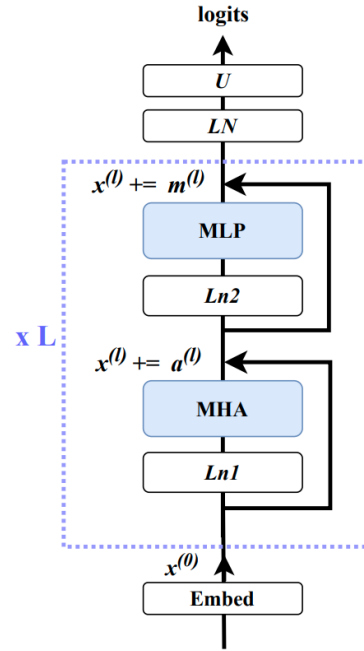 logits
U
LN
x^(l) += m^(l)
MLP
Ln2
x L
x^(l) += a^(l)
MHA
Ln1
x^(0)
Embed